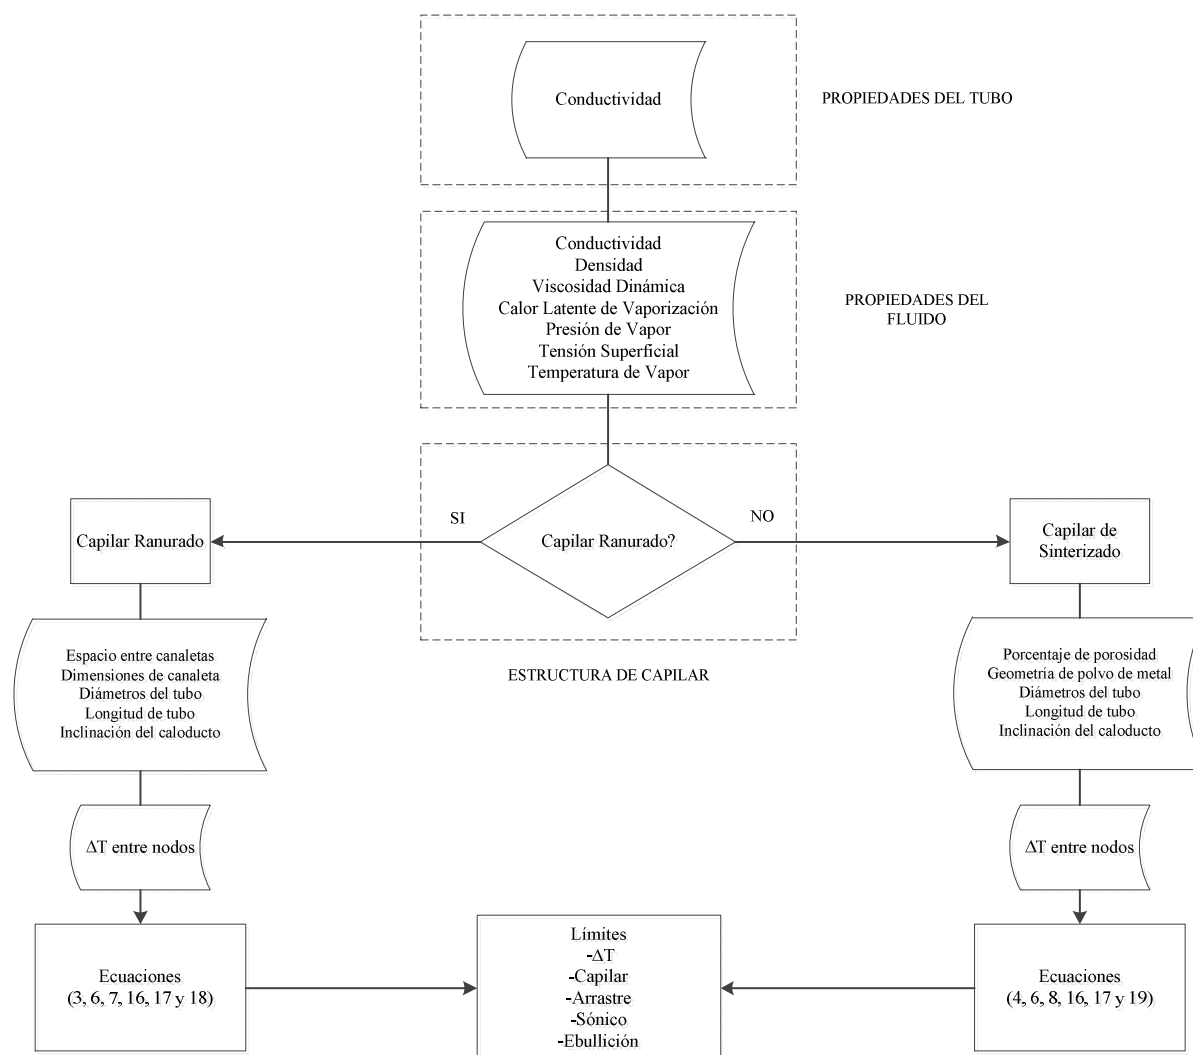 Conductividad
PROPIEDADES DEL TUBO
Conductividad
Densidad
Viscosidad Dinámica
Calor Latente de Vaporización
Presión de Vapor
Tensión Superficial
Temperatura de Vapor
PROPIEDADES DEL
FLUIDO
SI
NO
Capilar Ranurado
Capilar Ranurado?
Capilar de
Sinterizado
ESTRUCTURA DE CAPILAR
Espacio entre canaletas
Dimensiones de canaleta
Diámetros del tubo
Longitud de tubo
Inclinación del caloducto
Porcentaje de porosidad
Geometría de polvo de metal
Diámetros del tubo
Longitud de tubo
Inclinación del caloducto
ΔT entre nodos
ΔT entre nodos
Ecuaciones
(3, 6, 7, 16, 17 y 18)
Límites
-ΔT
-Capilar
-Arrastre
-Sónico
-Ebullición
Ecuaciones
(4, 6, 8, 16, 17 y 19)